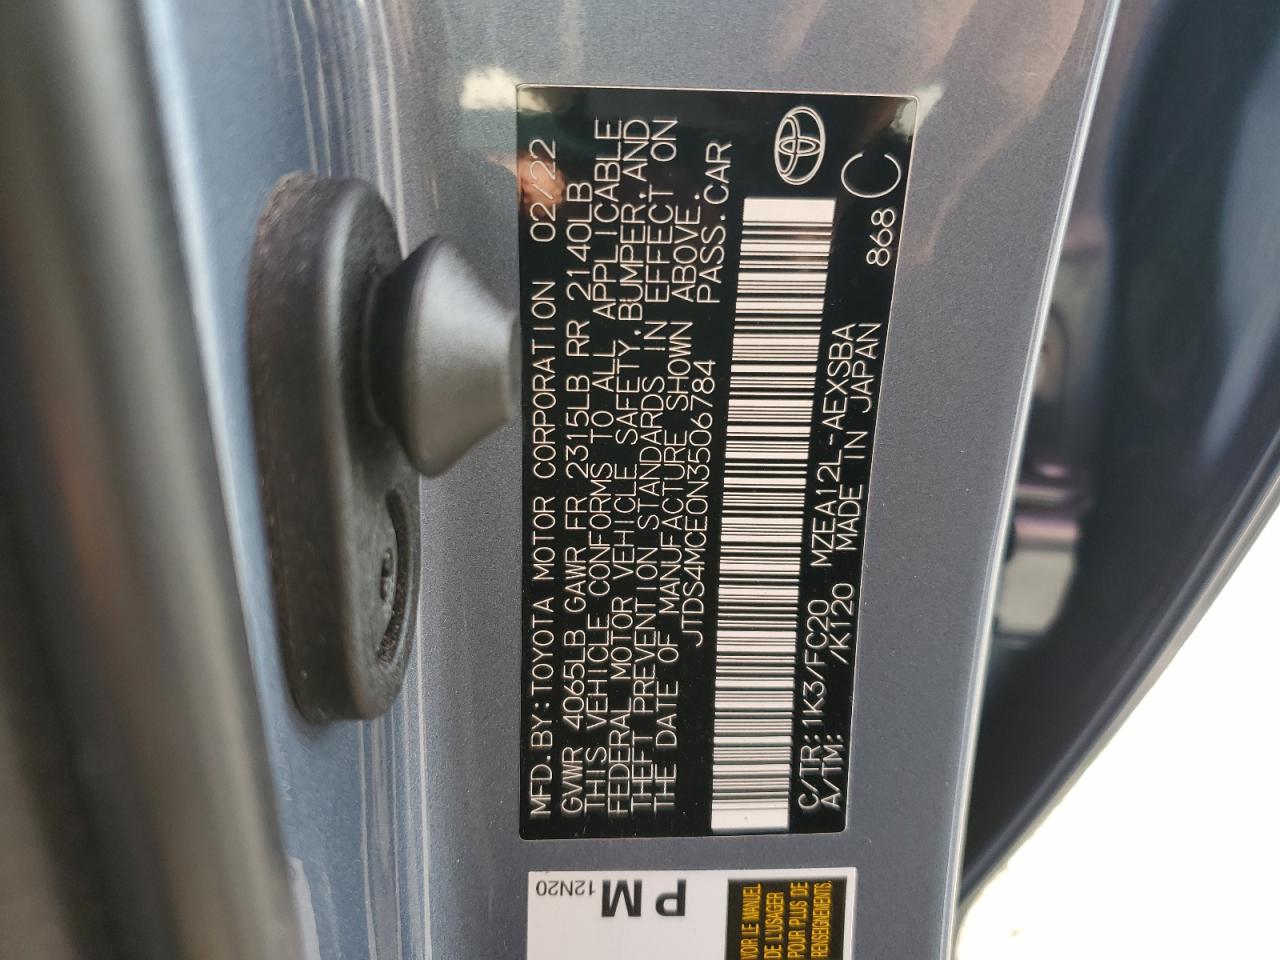 MFD.BY:TOYOTA MOTOR CORPORATION 02/22
GVWR 4065LB GAWR FR 2315LB RR 2140LB
THIS VEHICLE CONFORMS TO ALL APPLICABLE
FEDERAL MOTOR VEHICLE SAFETY,BUMPER,AND
THEFT PREVENTION STANDARDS IN EFFECT ON
THE DATE OF MANUFACTURE SHOWN ABOVE.
JTDS4MCE0N3506784 PASS.CAR
C/TR:1K3/FC20 MZEA12L-AEXSBA 868 C
A/TM: /K120 MADE IN JAPAN
PM
12N20
VOIR LE MANUEL
DE L'USAGER
POUR PLUS DE
RENSEIGNEMENTS.